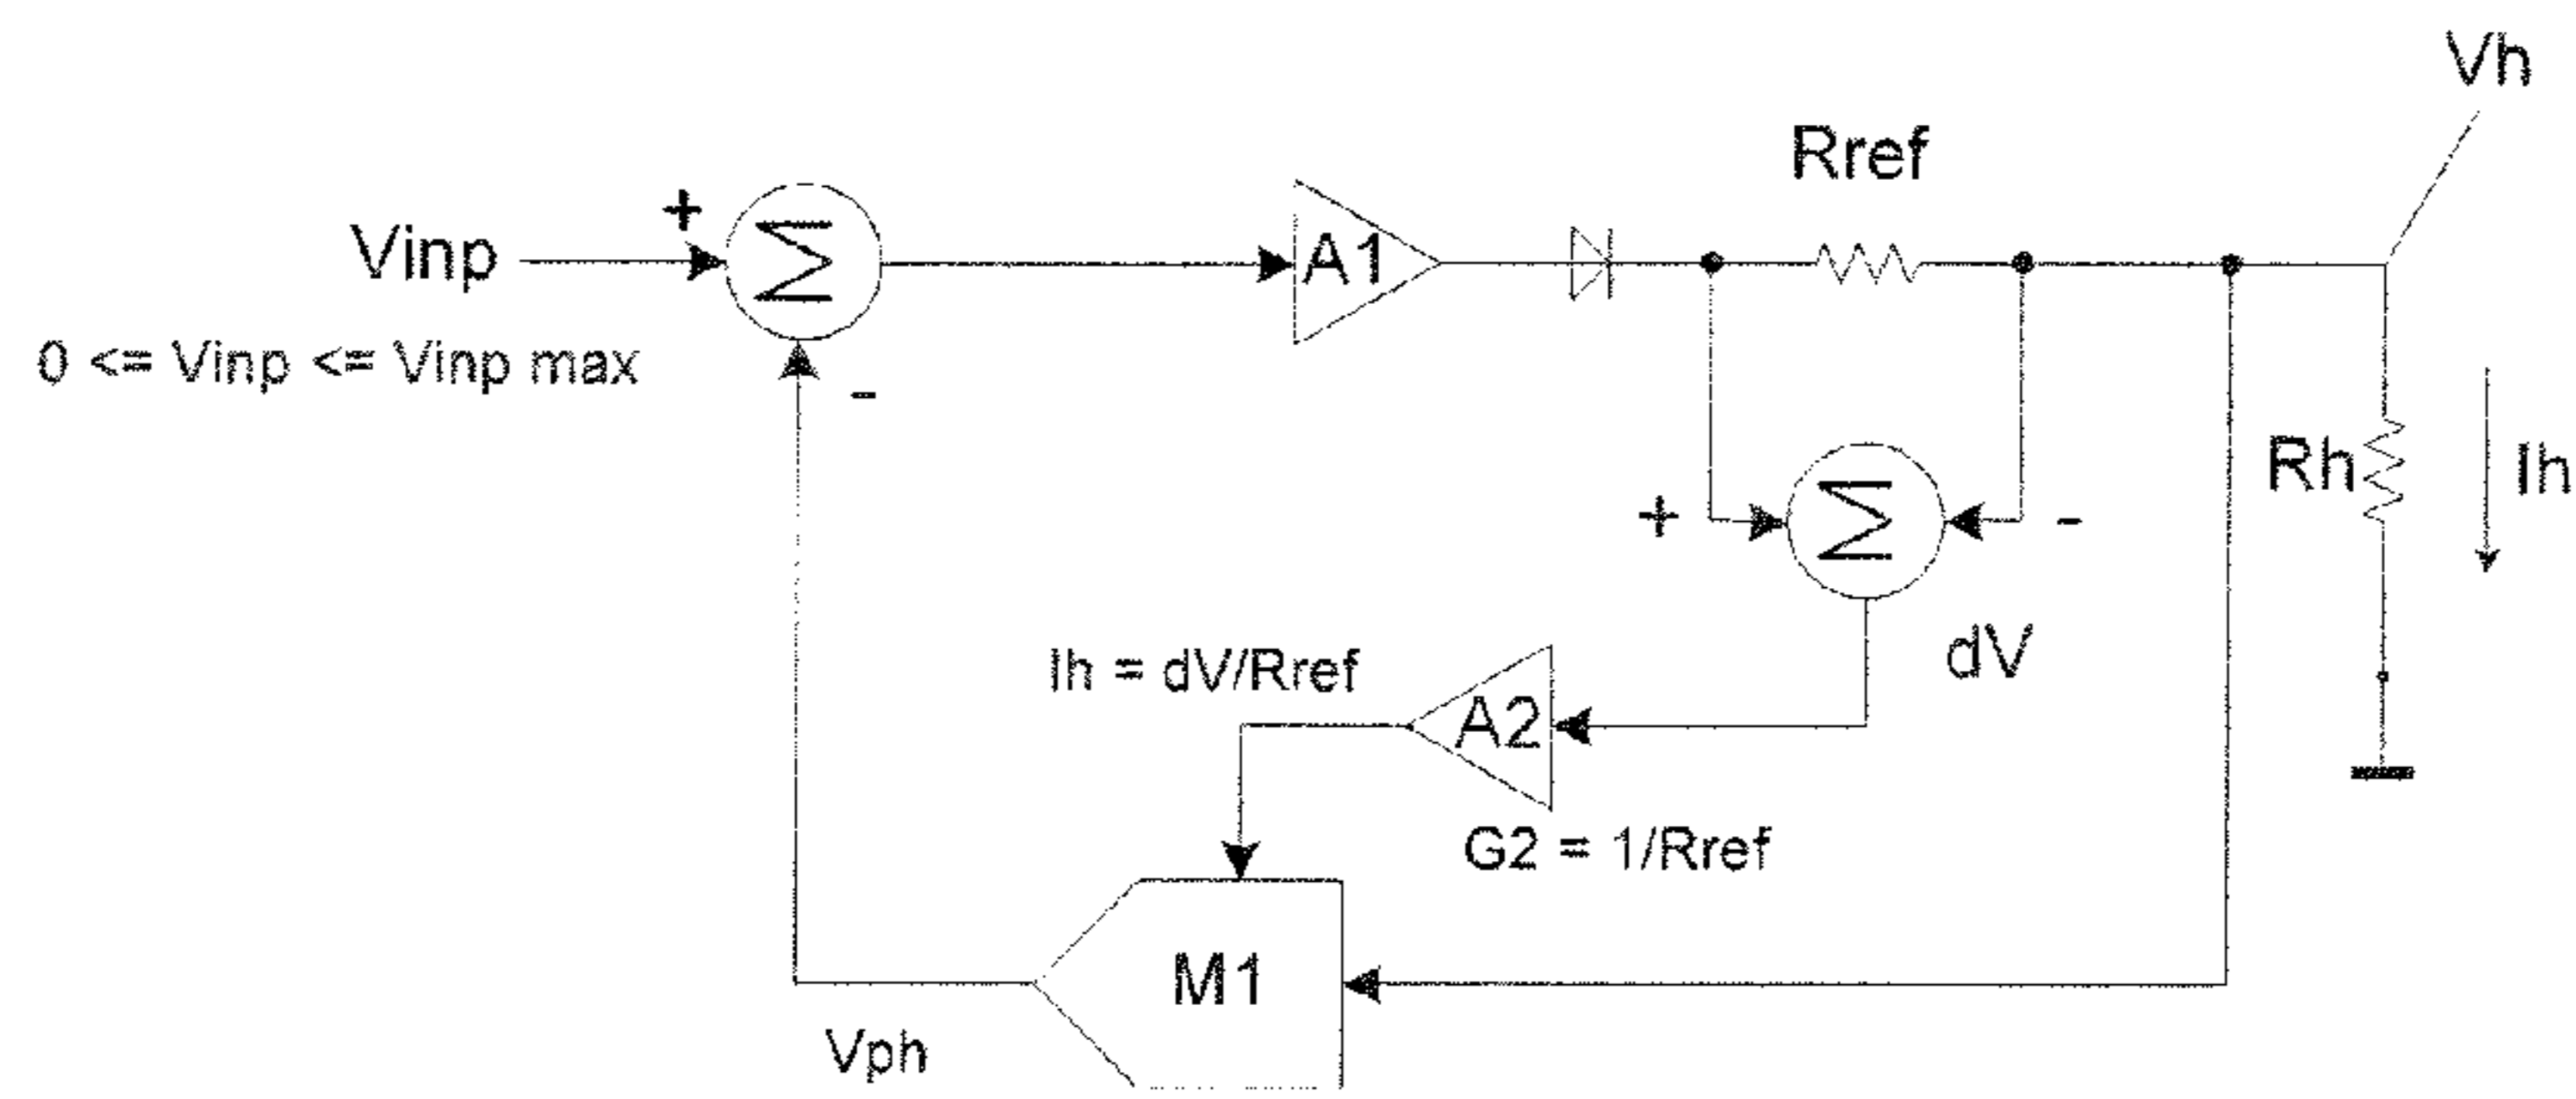 Vh
Rref
+
Vinp
Σ
A1
0 <= Vinp <= Vinp max
-
Rh
Ih
+
Σ
-
dV
Ih = dV/Rref
A2
G2 = 1/Rref
M1
Vph